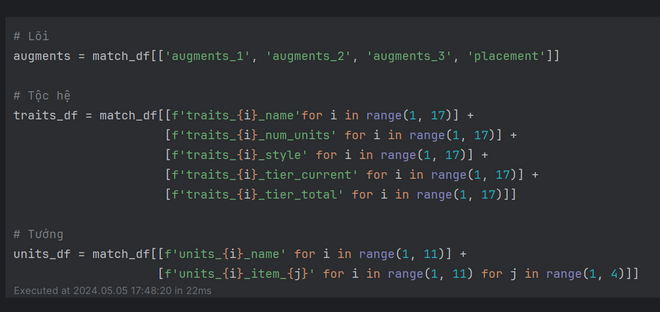 # Lõi
augments = match_df[['augments_1', 'augments_2', 'augments_3', 'placement']]
# Tộc hệ
traits_df = match_df[[f'traits_{i}_name'for i in range(1, 17)] +
[f'traits_{i}_num_units' for i in range(1, 17)] +
[f'traits_{i}_style' for i in range(1, 17)] +
[f'traits_{i}_tier_current' for i in range(1, 17)] +
[f'traits_{i}_tier_total' for i in range(1, 17)]]
# Tướng
units_df = match_df[[f'units_{i}_name' for i in range(1, 11)] +
[f'units_{i}_item_{j}' for i in range(1, 11) for j in range(1, 4)]]
Executed at 2024.05.05 17:48:20 in 22ms